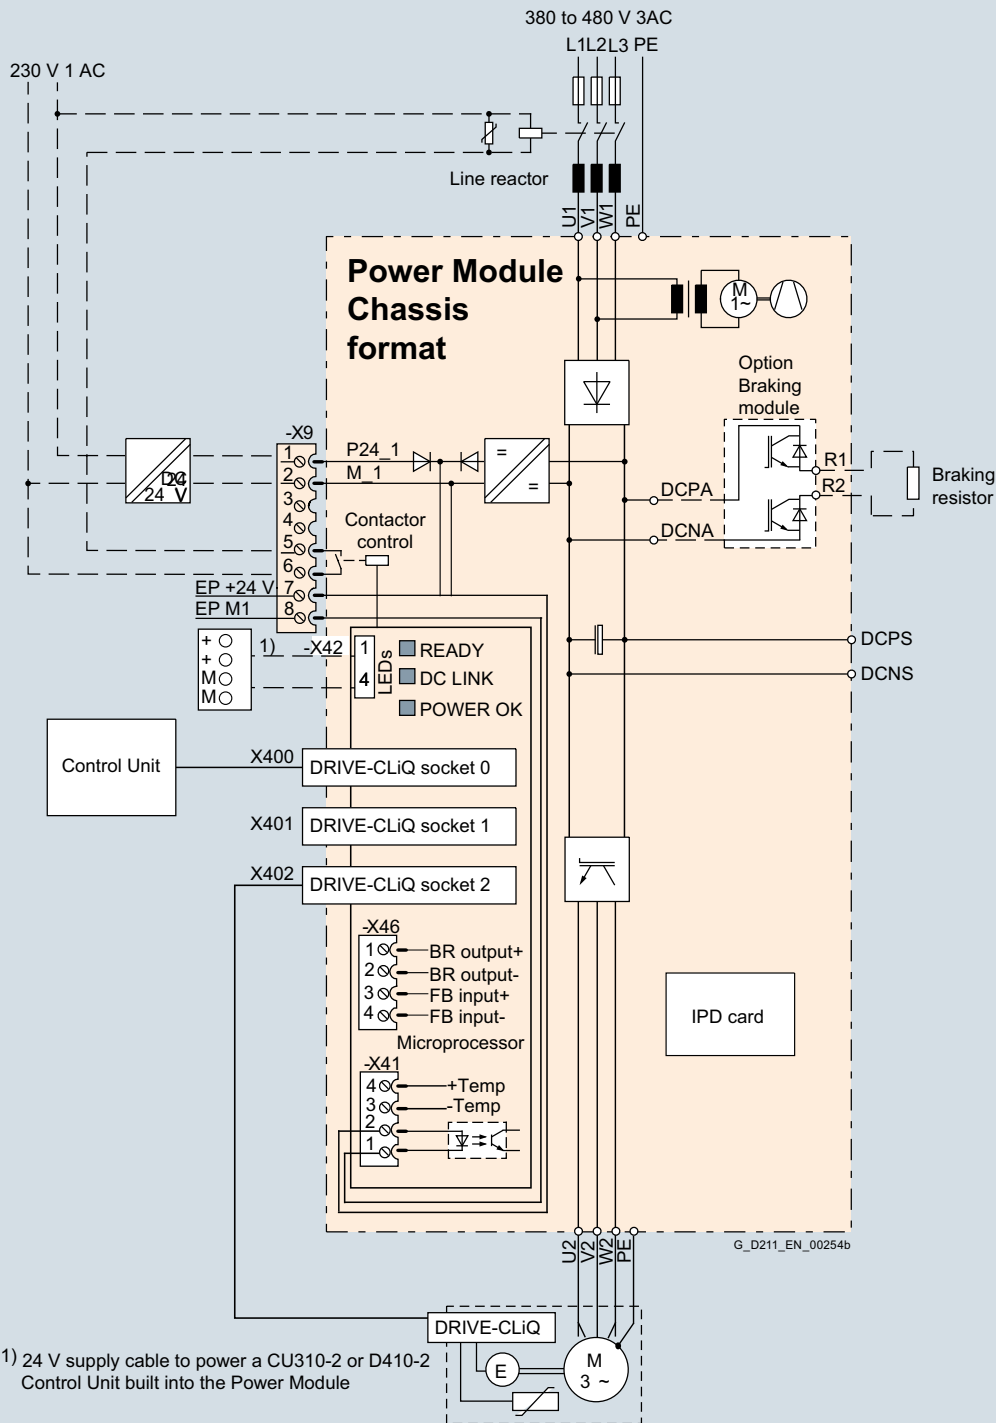 380 to 480 V 3AC
L1 L2 L3 PE
230 V 1 AC
Line reactor
U1
V1
W1
PE
Power Module
Chassis
format
M
1~
Option
Braking
module
R1
R2
Braking
resistor
DCPA
DCNA
-X9
1
2
3
4
5
6
7
8
P24_1
M_1
=
=
DC
24
24 V
Contactor
control
EP +24 V
EP M1
+
+
M
M
1)
-X42
1
4
LEDs
READY
DC LINK
POWER OK
DCPS
DCNS
Control Unit
X400
DRIVE-CLiQ socket 0
X401
DRIVE-CLiQ socket 1
X402
DRIVE-CLiQ socket 2
-X46
1 BR output+
2 BR output-
3 FB input+
4 FB input-
Microprocessor
-X41
4 +Temp
3 -Temp
2
1
IPD card
U2
V2
W2
PE
G_D211_EN_00254b
DRIVE-CLiQ
E
M
3 ~
1) 24 V supply cable to power a CU310-2 or D410-2
Control Unit built into the Power Module